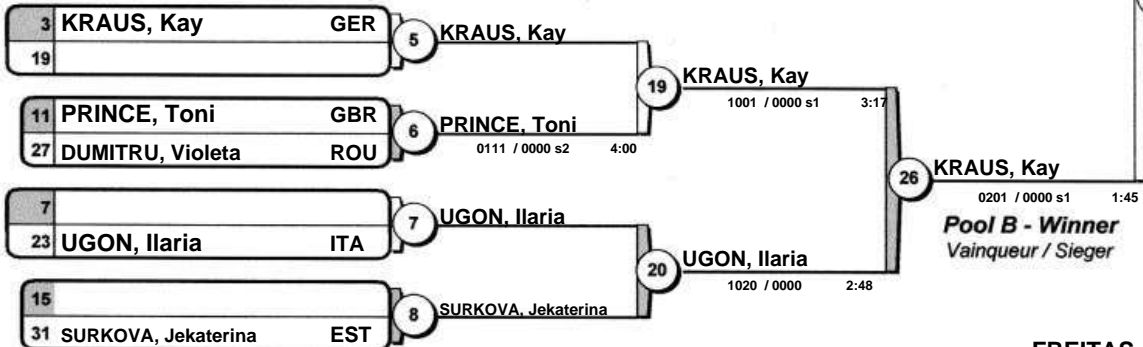 3 KRAUS, Kay GER
19
5 KRAUS, Kay
11 PRINCE, Toni GBR
27 DUMITRU, Violeta ROU
6 PRINCE, Toni
0111 / 0000 s2 4:00
19 KRAUS, Kay
1001 / 0000 s1 3:17
7
23 UGON, Ilaria ITA
7 UGON, Ilaria
15
31 SURKOVA, Jekaterina EST
8 SURKOVA, Jekaterina
20 UGON, Ilaria
1020 / 0000 2:48
26 KRAUS, Kay
0201 / 0000 s1 1:45
Pool B - Winner
Vainqueur / Sieger
FREITAS